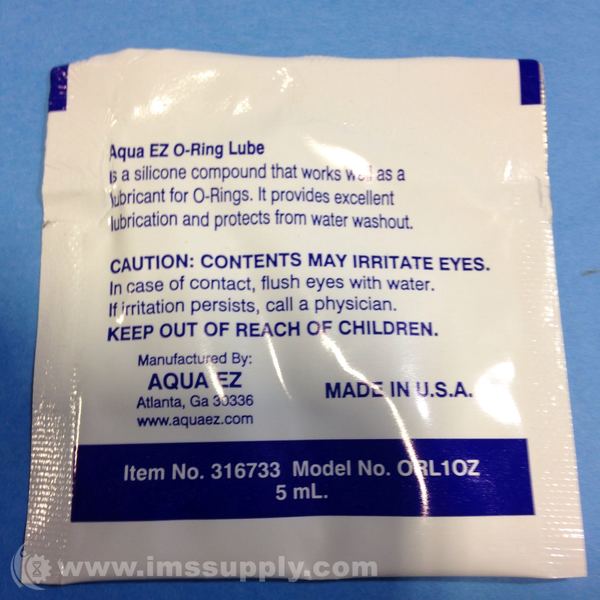 Aqua EZ O-Ring Lube
is a silicone compound that works well as a
lubricant for O-Rings. It provides excellent
lubrication and protects from water washout.
CAUTION: CONTENTS MAY IRRITATE EYES.
In case of contact, flush eyes with water.
If irritation persists, call a physician.
KEEP OUT OF REACH OF CHILDREN.
Manufactured By:
AQUA EZ
Atlanta, Ga 30336
www.aquaez.com
MADE IN U.S.A.
Item No. 316733 Model No. ORL1OZ
5 mL.
www.imssupply.com